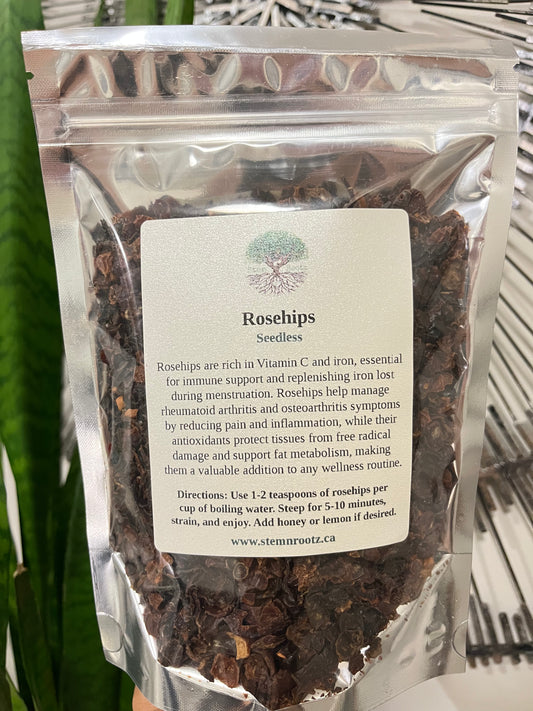 Rosehips
Seedless
Rosehips are rich in Vitamin C and iron, essential
for immune support and replenishing iron lost
during menstruation. Rosehips help manage
rheumatoid arthritis and osteoarthritis symptoms
by reducing pain and inflammation, while their
antioxidants protect tissues from free radical
damage and support fat metabolism, making
them a valuable addition to any wellness routine.
Directions: Use 1-2 teaspoons of rosehips per
cup of boiling water. Steep for 5-10 minutes,
strain, and enjoy. Add honey or lemon if desired.
www.stemnrootz.ca